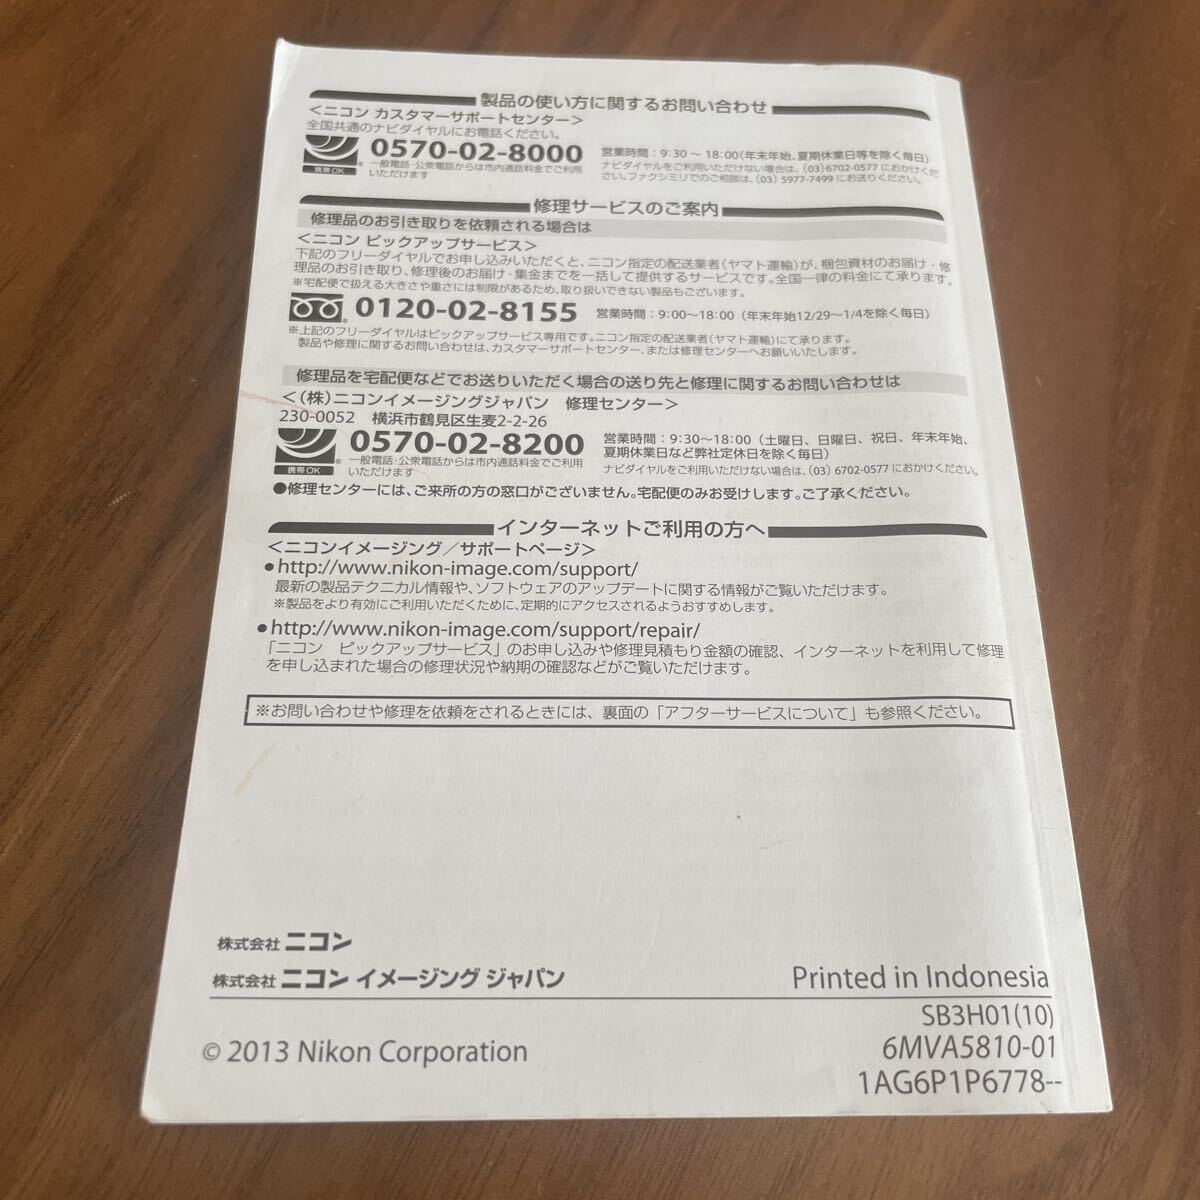 製品の使い方に関するお問い合わせ
＜ニコン カスタマーサポートセンター＞
全国共通のナビダイヤルにお電話ください。
携帯OK
0570-02-8000
一般電話・公衆電話からは市内通話料金でご利用
いただけます
営業時間：9:30～18:00（年末年始、夏期休業日等を除く毎日）
ナビダイヤルをご利用いただけない場合は、（03）6702-0577 におかけくだ
さい。ファクシミリでのご相談は、（03）5977-7499 にお送りください。
修理サービスのご案内
修理品のお引き取りを依頼される場合は
＜ニコン ピックアップサービス＞
下記のフリーダイヤルでお申し込みいただくと、ニコン指定の配送業者（ヤマト運輸）が、梱包資材のお届け・修
理品のお引き取り、修理後のお届け・集金までを一括して提供するサービスです。全国一律の料金にて承ります。
※宅配便で扱える大きさや重さには制限があるため、取り扱いできない製品もございます。
0120-02-8155
営業時間：9:00～18:00（年末年始12/29～1/4を除く毎日）
※上記のフリーダイヤルはピックアップサービス専用です。ニコン指定の配送業者（ヤマト運輸）にて承ります。
製品や修理に関するお問い合わせは、カスタマーサポートセンター、または修理センターへお願いいたします。
修理品を宅配便などでお送りいただく場合の送り先と修理に関するお問い合わせは
＜（株）ニコンイメージングジャパン　修理センター＞
230-0052　横浜市鶴見区生麦2-2-26
携帯OK
0570-02-8200
一般電話・公衆電話からは市内通話料金でご利用
いただけます
営業時間：9:30～18:00（土曜日、日曜日、祝日、年末年始、
夏期休業日など弊社定休日を除く毎日）
ナビダイヤルをご利用いただけない場合は、（03）6702-0577 におかけください。
●修理センターには、ご来所の方の窓口がございません。宅配便のみお受けします。ご了承ください。
インターネットご利用の方へ
＜ニコンイメージング／サポートページ＞
●http://www.nikon-image.com/support/
最新の製品テクニカル情報や、ソフトウェアのアップデートに関する情報がご覧いただけます。
※製品をより有効にご利用いただくために、定期的にアクセスされるようおすすめします。
●http://www.nikon-image.com/support/repair/
「ニコン　ピックアップサービス」のお申し込みや修理見積もり金額の確認、インターネットを利用して修理
を申し込まれた場合の修理状況や納期の確認などがご覧いただけます。
※お問い合わせや修理を依頼をされるときには、裏面の「アフターサービスについて」も参照ください。
株式会社 ニコン
株式会社 ニコン イメージング ジャパン
Printed in Indonesia
SB3H01(10)
6MVA5810-01
1AG6P1P6778--
© 2013 Nikon Corporation